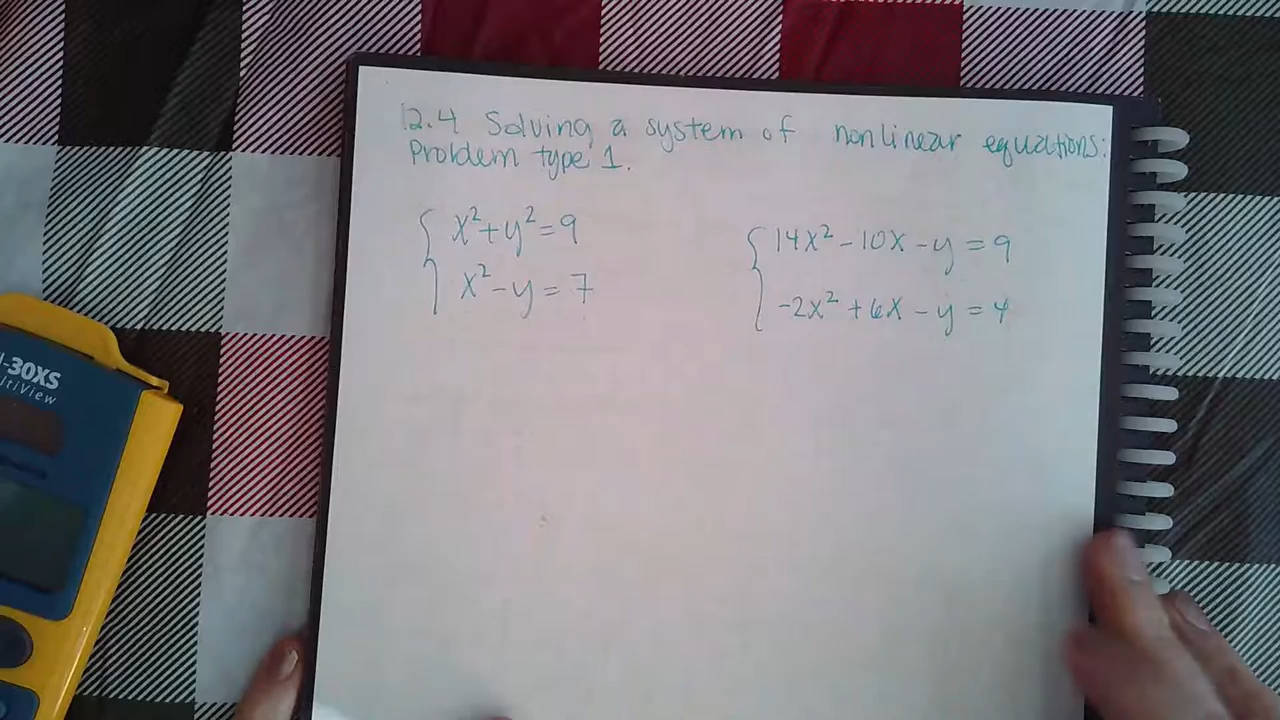 12.4 Solving a system of nonlinear equations:
Problem type 1.
x²+y²=9
x²-y=7
14x²-10x-y=9
-2x²+6x-y=4
-30XS
ltiView